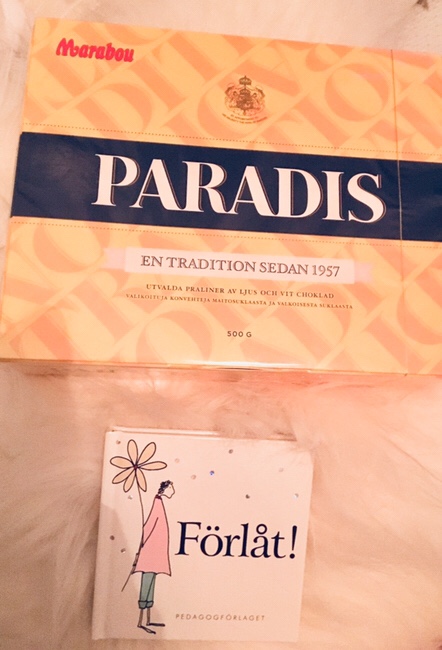 Marabou
PARADIS
EN TRADITION SEDAN 1957
UTVALDA PRALINER AV LJUS OCH VIT CHOKLAD
VALIKOITUJA KONVEHTEJA MAITOSUKLAASTA JA VALKOISESTA SUKLAASTA
500 G
Förlåt!
PEDAGOGFÖRLAGET